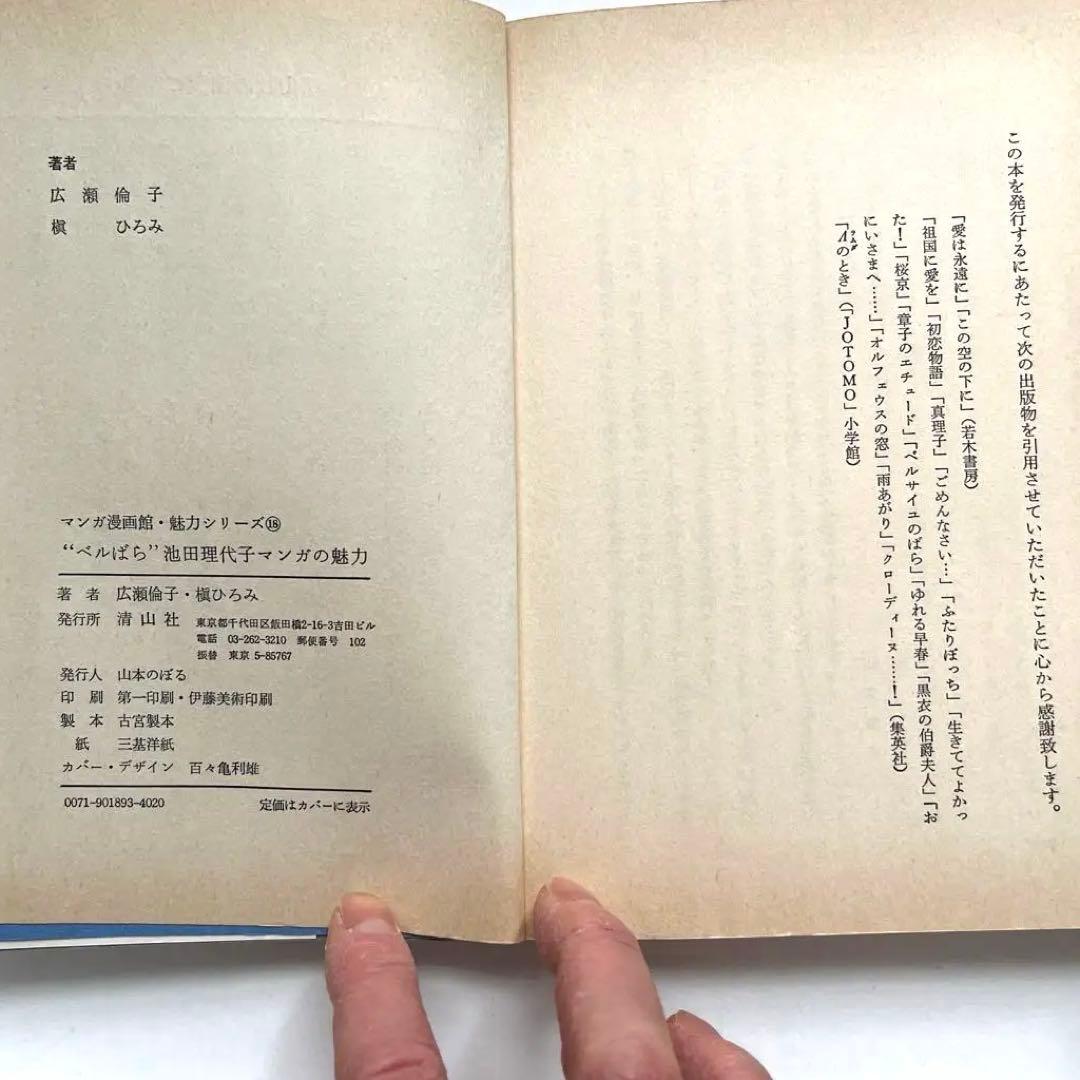 この本を発行するにあたって次の出版物を引用させていただいたことに心から感謝致します。
「愛は永遠に」「この空の下に」(若木書房)
「祖国に愛を」「初恋物語」「真理子」「ごめんなさい…」「ふたりぼっち」「生きててよかっ
た!」「桜京」「章子のエチュード」「ベルサイユのばら」「ゆれる早春」「黒衣の伯爵夫人」「お
にいさまへ……」「オルフェウスの窓」「雨あがり」「クローディーヌ……!」(集英社)
「Λのとき」(「JOTOMO」小学館)
著者
広瀬倫子
槇 ひろみ
マンガ漫画館・魅力シリーズ⑱
“ベルばら”池田理代子マンガの魅力
著者 広瀬倫子・槇ひろみ
発行所 清山社 東京都千代田区飯田橋2-16-3吉田ビル
電話 03-262-3210 郵便番号 102
振替 東京 5-85767
発行人 山本のぼる
印刷 第一印刷・伊藤美術印刷
製本 古宮製本
紙 三基洋紙
カバー・デザイン 百々亀利雄
0071-901893-4020 定価はカバーに表示